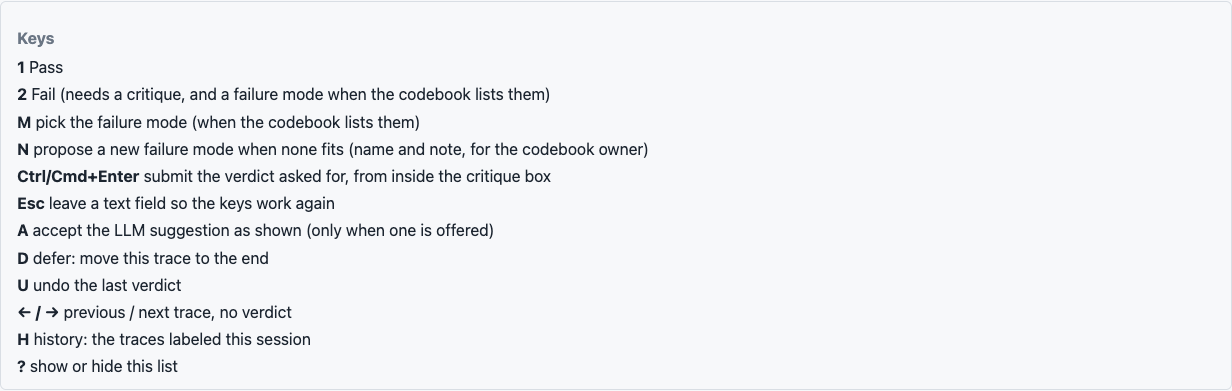 Keys
1 Pass
2 Fail (needs a critique, and a failure mode when the codebook lists them)
M pick the failure mode (when the codebook lists them)
N propose a new failure mode when none fits (name and note, for the codebook owner)
Ctrl/Cmd+Enter submit the verdict asked for, from inside the critique box
Esc leave a text field so the keys work again
A accept the LLM suggestion as shown (only when one is offered)
D defer: move this trace to the end
U undo the last verdict
← / → previous / next trace, no verdict
H history: the traces labeled this session
? show or hide this list